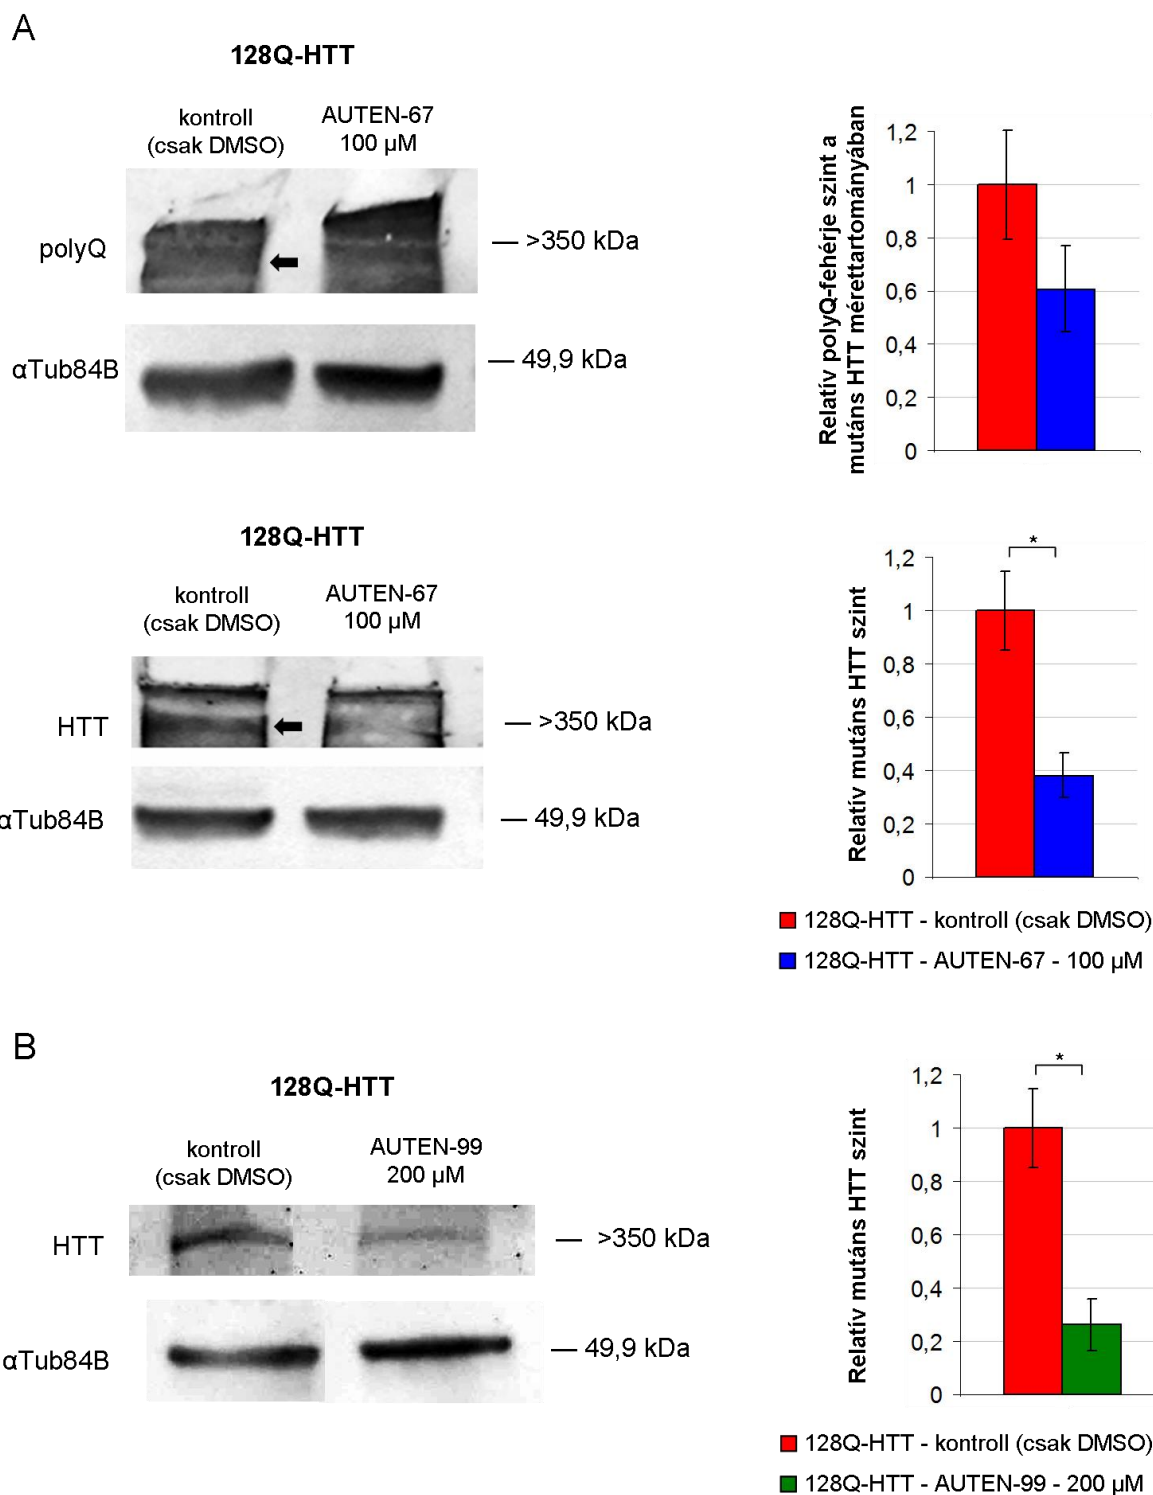 A
128Q-HTT
kontroll
(csak DMSO)
AUTEN-67
100 µM
polyQ
>350 kDa
αTub84B
49,9 kDa
Relatív polyQ-fehérje szint a
mutáns HTT mérettartományában
1,2
1
0,8
0,6
0,4
0,2
0
128Q-HTT
kontroll
(csak DMSO)
AUTEN-67
100 µM
HTT
>350 kDa
αTub84B
49,9 kDa
Relatív mutáns HTT szint
*
1,2
1
0,8
0,6
0,4
0,2
0
128Q-HTT - kontroll (csak DMSO)
128Q-HTT - AUTEN-67 - 100 µM
B
128Q-HTT
kontroll
(csak DMSO)
AUTEN-99
200 µM
HTT
>350 kDa
αTub84B
49,9 kDa
Relatív mutáns HTT szint
*
1,2
1
0,8
0,6
0,4
0,2
0
128Q-HTT - kontroll (csak DMSO)
128Q-HTT - AUTEN-99 - 200 µM